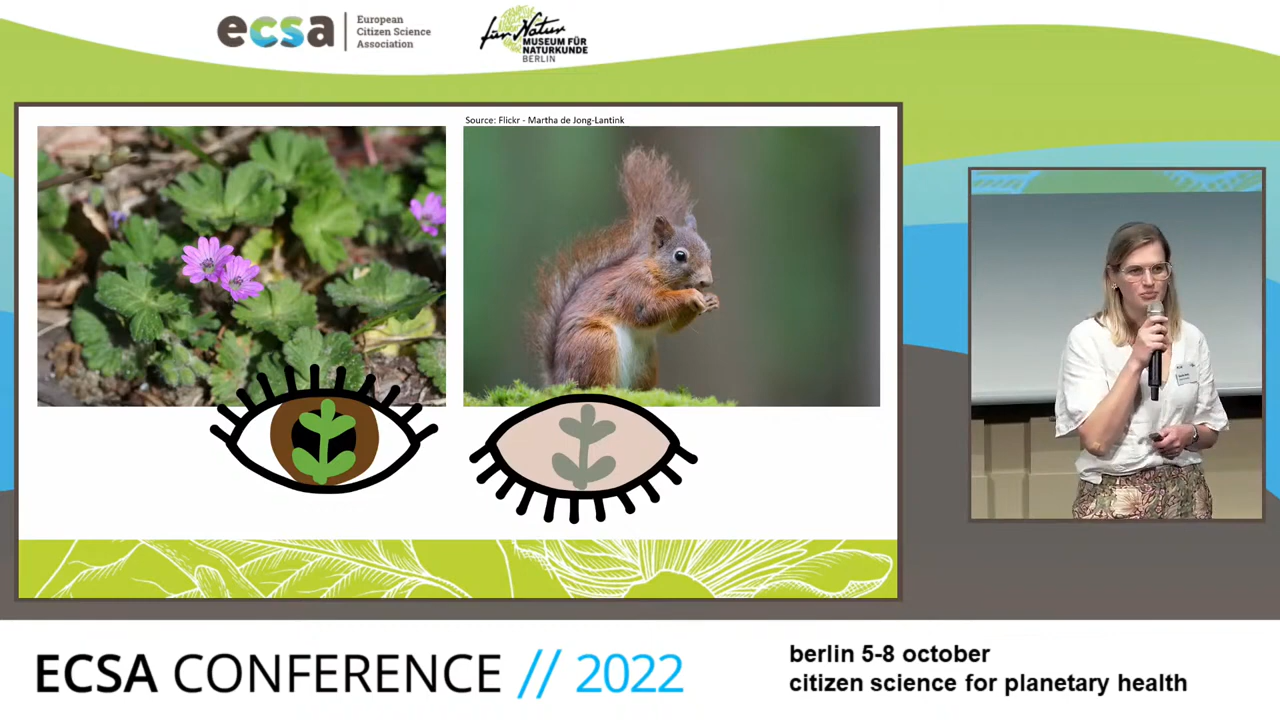 ecsa
European
Citizen Science
Association
für Natur
MUSEUM FÜR
NATURKUNDE
BERLIN
Source: Flickr - Martha de Jong-Lantink
ECSA CONFERENCE // 2022
berlin 5-8 october
citizen science for planetary health